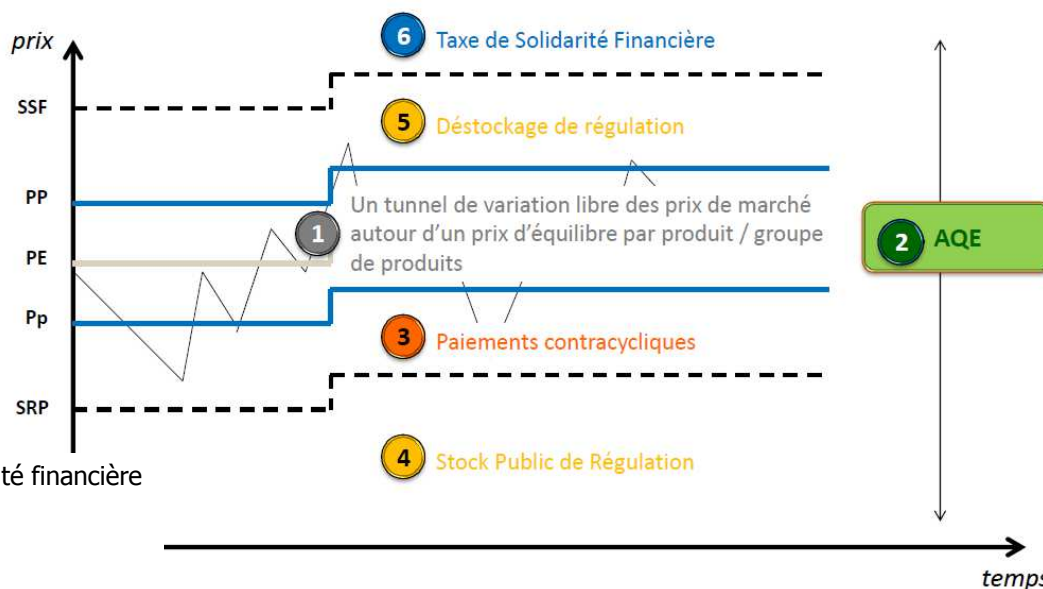 prix
6 Taxe de Solidarité Financière
SSF
5 Déstockage de régulation
PP
Un tunnel de variation libre des prix de marché
1 autour d'un prix d'équilibre par produit / groupe
de produits
2 AQE
PE
Pp
3 Paiements contracycliques
SRP
4 Stock Public de Régulation
té financière
temps